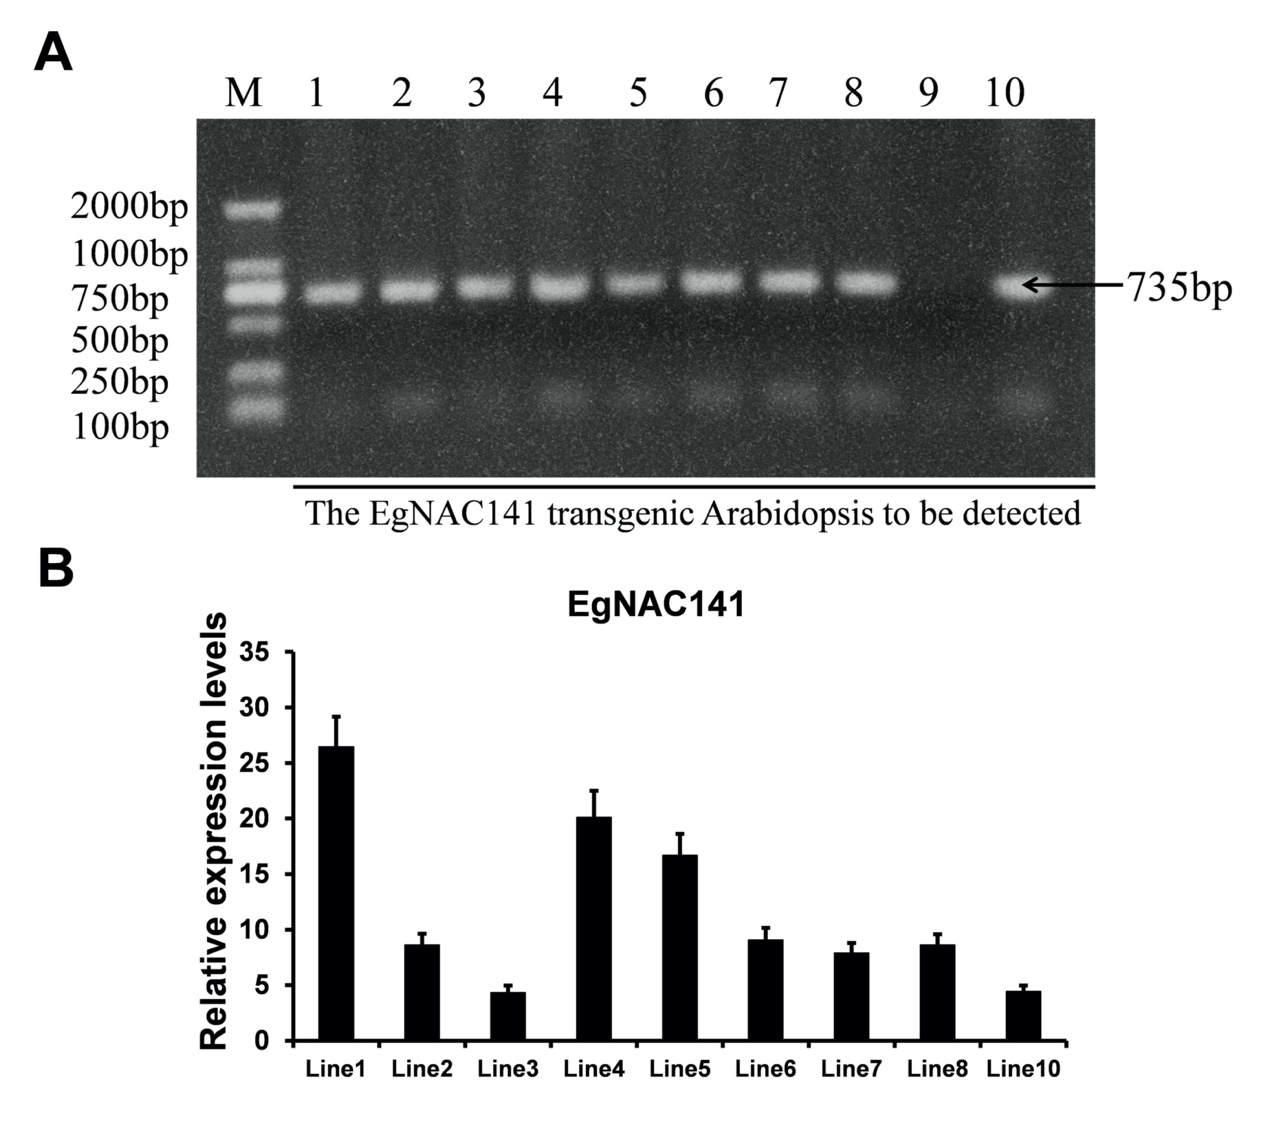 A
M 1 2 3 4 5 6 7 8 9 10
2000bp
1000bp
750bp
500bp
250bp
100bp
735bp
The EgNAC141 transgenic Arabidopsis to be detected
B
EgNAC141
Relative expression levels
35
30
25
20
15
10
5
0
Line1 Line2 Line3 Line4 Line5 Line6 Line7 Line8 Line10